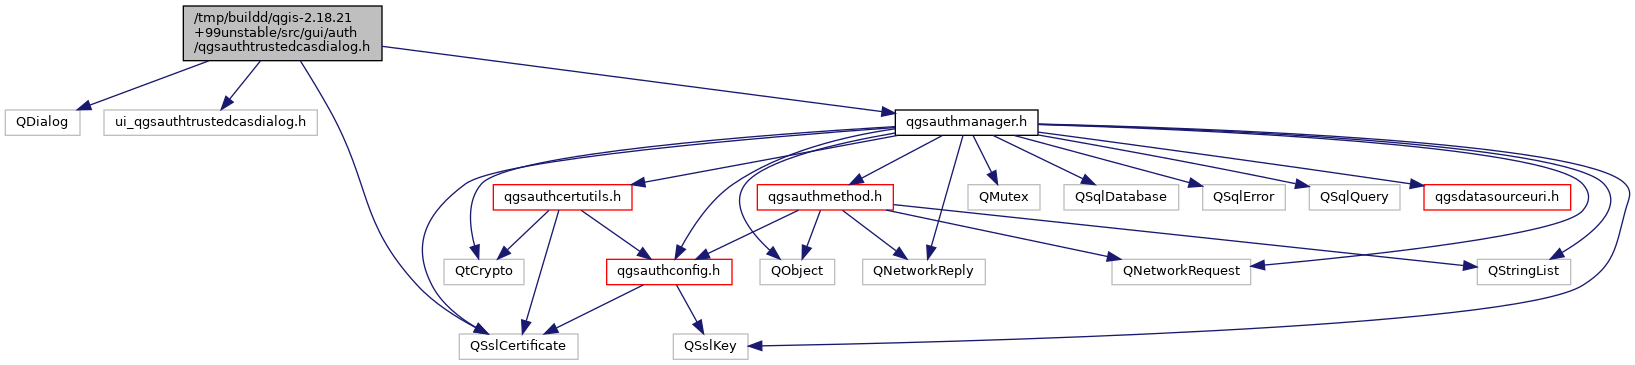 /tmp/buildd/qgis-2.18.21
+99unstable/src/gui/auth
/qgsauthtrustedcasdialog.h
QDialog
ui_qgsauthtrustedcasdialog.h
qgsauthmanager.h
qgsauthcertutils.h
qgsauthmethod.h
QMutex
QSqlDatabase
QSqlError
QSqlQuery
qgsdatasourceuri.h
QtCrypto
qgsauthconfig.h
QObject
QNetworkReply
QNetworkRequest
QStringList
QSslCertificate
QSslKey